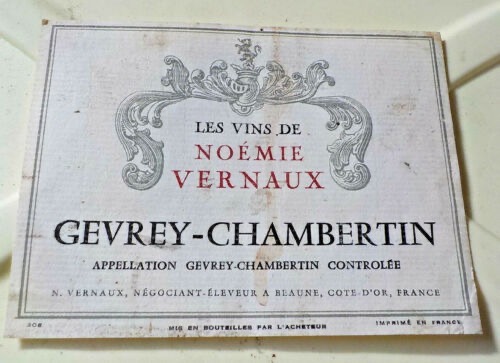 LES VINS DE
NOÉMIE
VERNAUX
GEVREY-CHAMBERTIN
APPELLATION GEVREY-CHAMBERTIN CONTROLÉE
N. VERNAUX, NÉGOCIANT-ÉLEVEUR A BEAUNE, COTE-D'OR, FRANCE
306 MIS EN BOUTEILLES PAR L'ACHETEUR IMPRIMÉ EN FRANCE